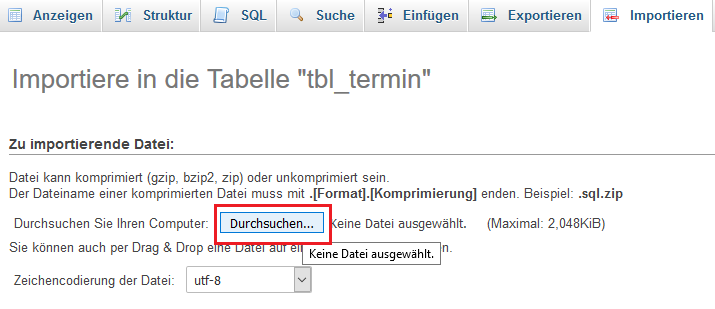 Anzeigen Struktur SQL Suche Einfügen Exportieren Importieren
Importiere in die Tabelle "tbl_termin"
Zu importierende Datei:
Datei kann komprimiert (gzip, bzip2, zip) oder unkomprimiert sein.
Der Dateiname einer komprimierten Datei muss mit .[Format].[Komprimierung] enden. Beispiel: .sql.zip
Durchsuchen Sie Ihren Computer: Durchsuchen... Keine Datei ausgewählt. (Maximal: 2,048KiB)
Sie können auch per Drag & Drop eine Datei auf en.
Keine Datei ausgewählt.
Zeichencodierung der Datei: utf-8